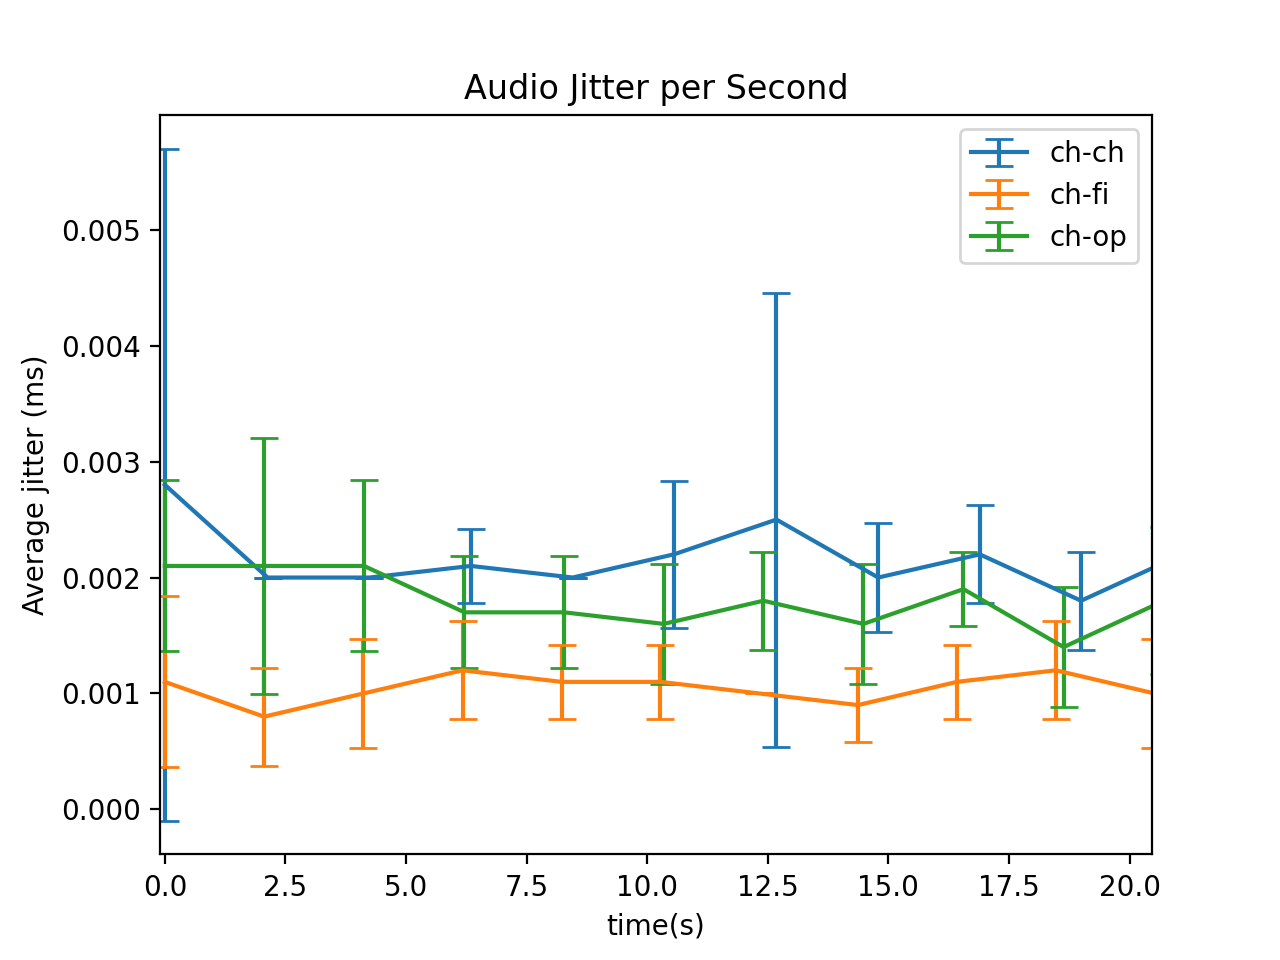 Audio Jitter per Second
ch-ch
ch-fi
ch-op
Average jitter (ms)
0.005
0.004
0.003
0.002
0.001
0.000
0.0 2.5 5.0 7.5 10.0 12.5 15.0 17.5 20.0
time(s)